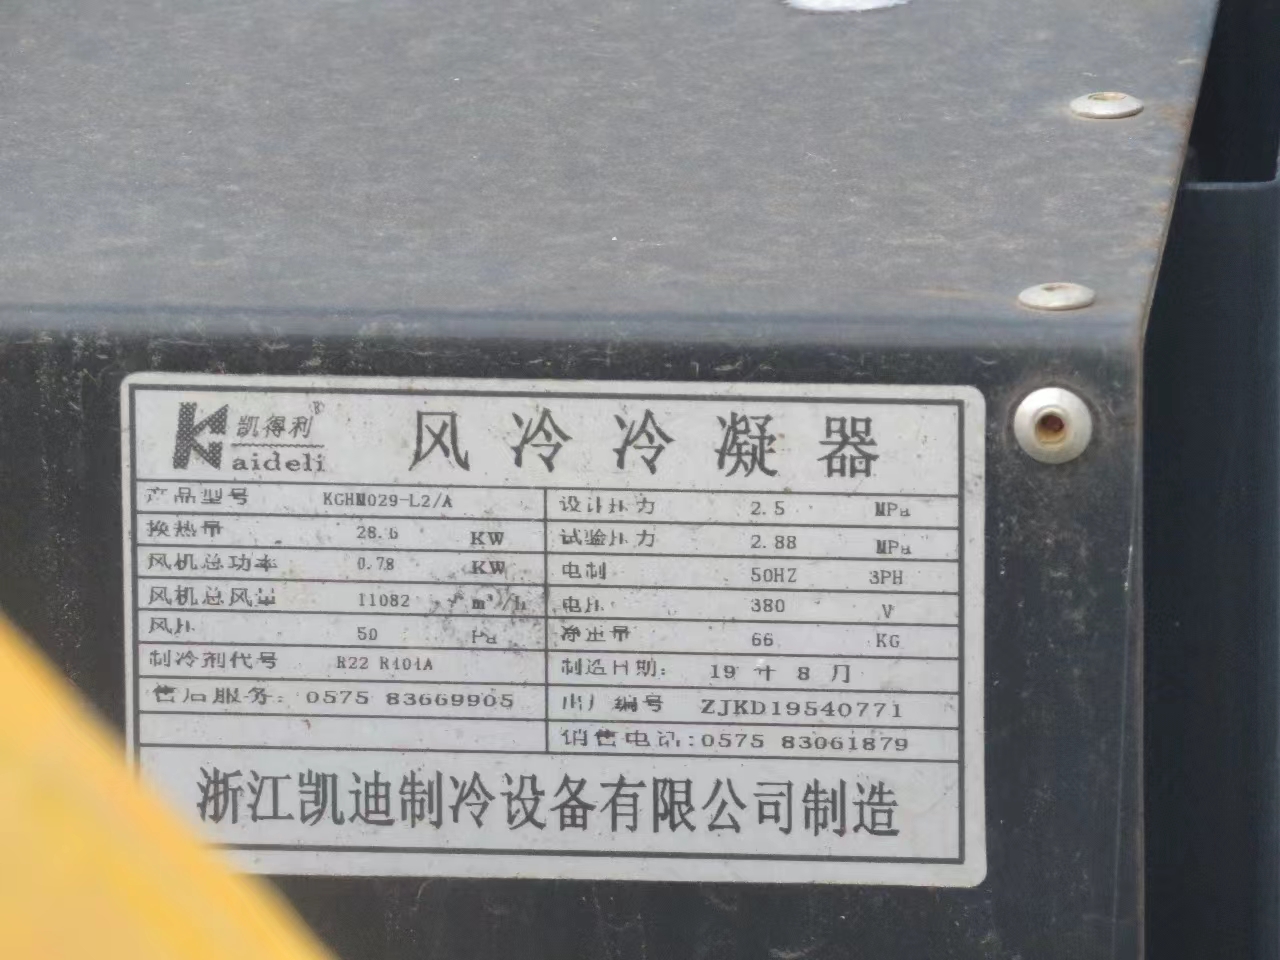 凯得利®
Kaideli
风冷冷凝器
产品型号 KGHM029-L2/A
换热量 28.6 KW
风机总功率 0.78 KW
风机总风量 11082 m³/h
风压 50 Pa
制冷剂代号 R22 R404A
售后服务: 0575 83669905
设计压力 2.5 MPa
试验压力 2.88 MPa
电制 50HZ 3PH
电压 380 V
净重量 66 KG
制造日期: 19 年 8 月
出厂编号 ZJKD19540771
销售电话:0575 83061879
浙江凯迪制冷设备有限公司制造